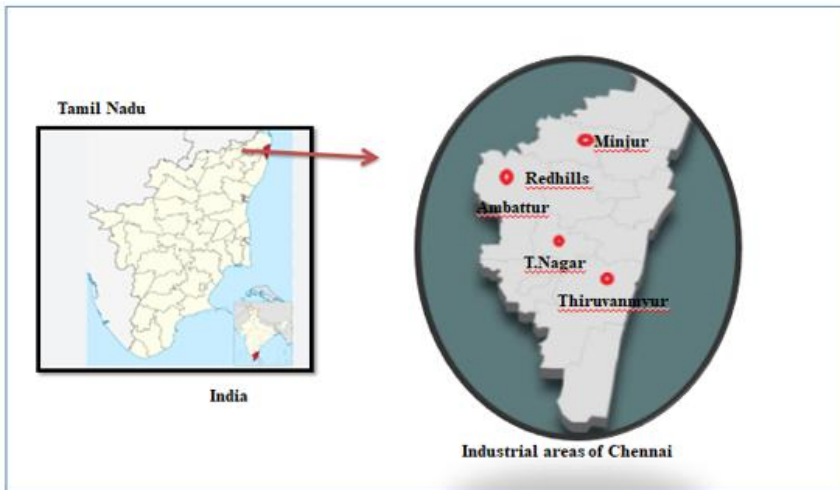 Tamil Nadu
India
Minjur
Redhills
Ambattur
T.Nagar
Thiruvanmyur
Industrial areas of Chennai